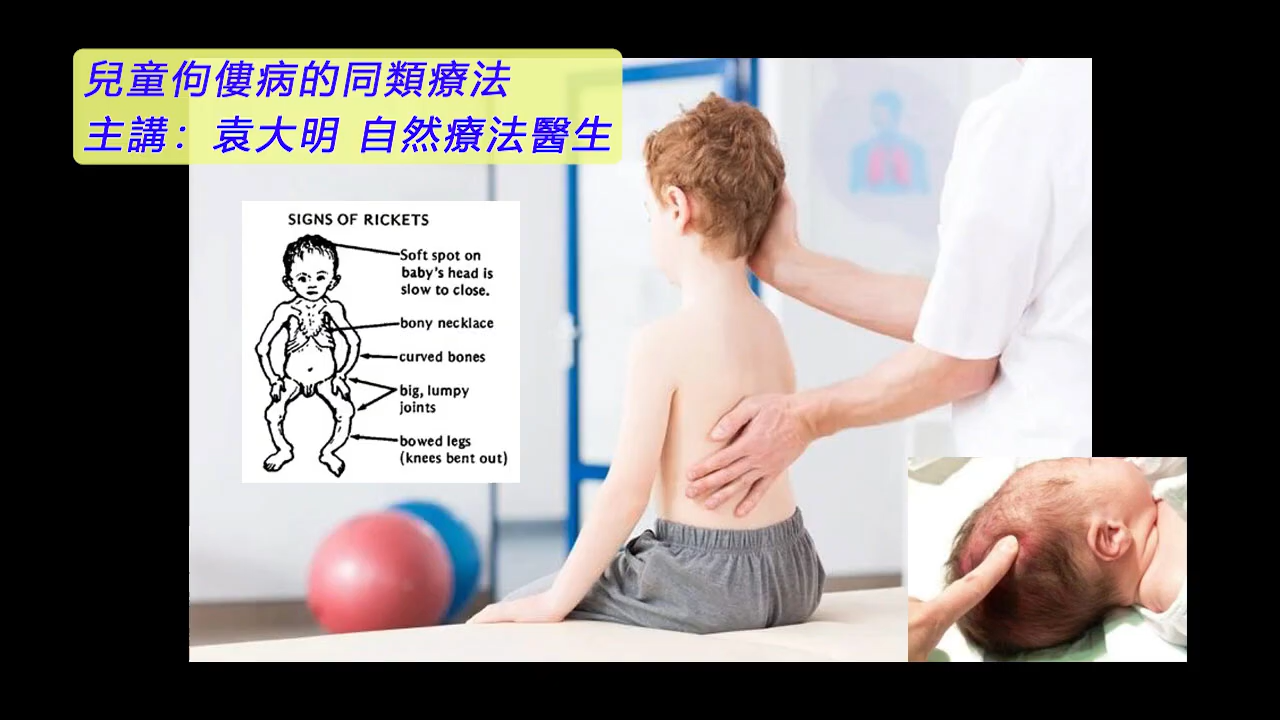 兒童佝僂病的同類療法
主講：袁大明 自然療法醫生
SIGNS OF RICKETS
Soft spot on
baby's head is
slow to close.
bony necklace
curved bones
big, lumpy
joints
bowed legs
(knees bent out)